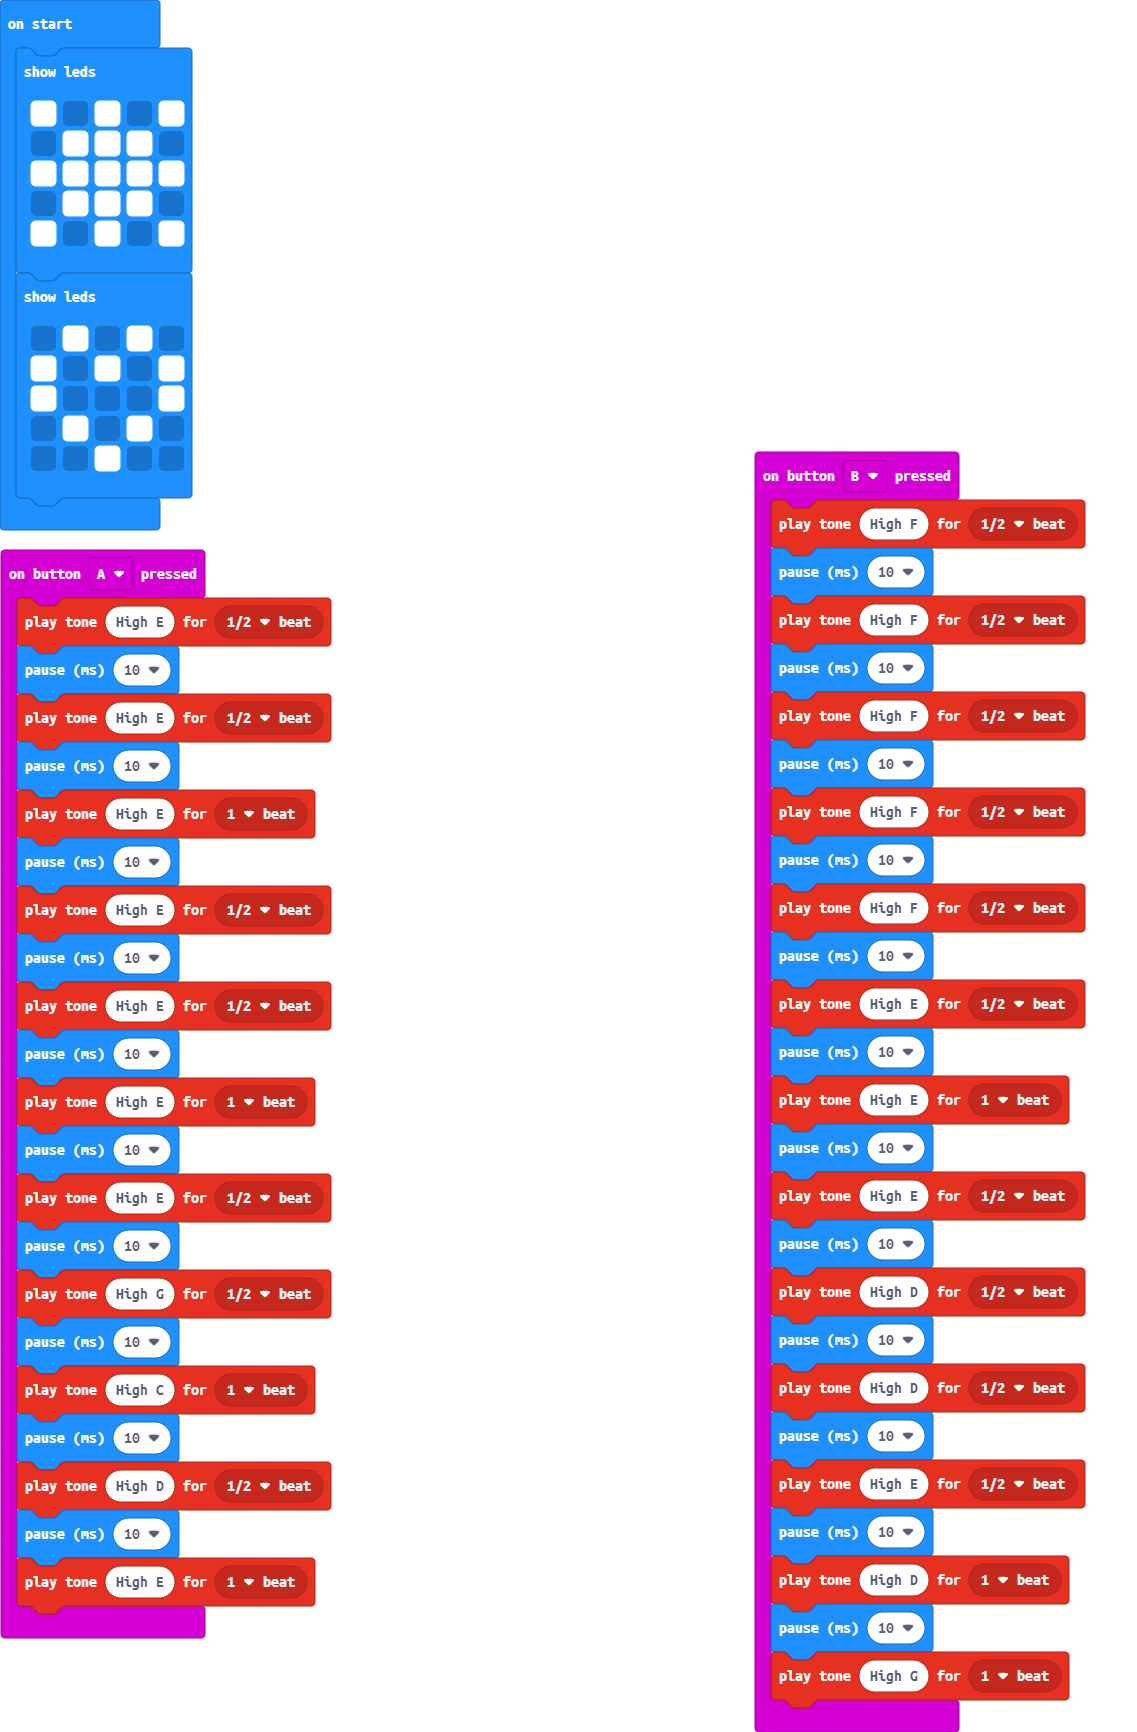 on start
show leds
show leds
on button A pressed
play tone High E for 1/2 beat
pause (ms) 10
play tone High E for 1/2 beat
pause (ms) 10
play tone High E for 1 beat
pause (ms) 10
play tone High E for 1/2 beat
pause (ms) 10
play tone High E for 1/2 beat
pause (ms) 10
play tone High E for 1 beat
pause (ms) 10
play tone High E for 1/2 beat
pause (ms) 10
play tone High G for 1/2 beat
pause (ms) 10
play tone High C for 1 beat
pause (ms) 10
play tone High D for 1/2 beat
pause (ms) 10
play tone High E for 1 beat
on button B pressed
play tone High F for 1/2 beat
pause (ms) 10
play tone High F for 1/2 beat
pause (ms) 10
play tone High F for 1/2 beat
pause (ms) 10
play tone High F for 1/2 beat
pause (ms) 10
play tone High F for 1/2 beat
pause (ms) 10
play tone High E for 1/2 beat
pause (ms) 10
play tone High E for 1 beat
pause (ms) 10
play tone High E for 1/2 beat
pause (ms) 10
play tone High D for 1/2 beat
pause (ms) 10
play tone High D for 1/2 beat
pause (ms) 10
play tone High E for 1/2 beat
pause (ms) 10
play tone High D for 1 beat
pause (ms) 10
play tone High G for 1 beat